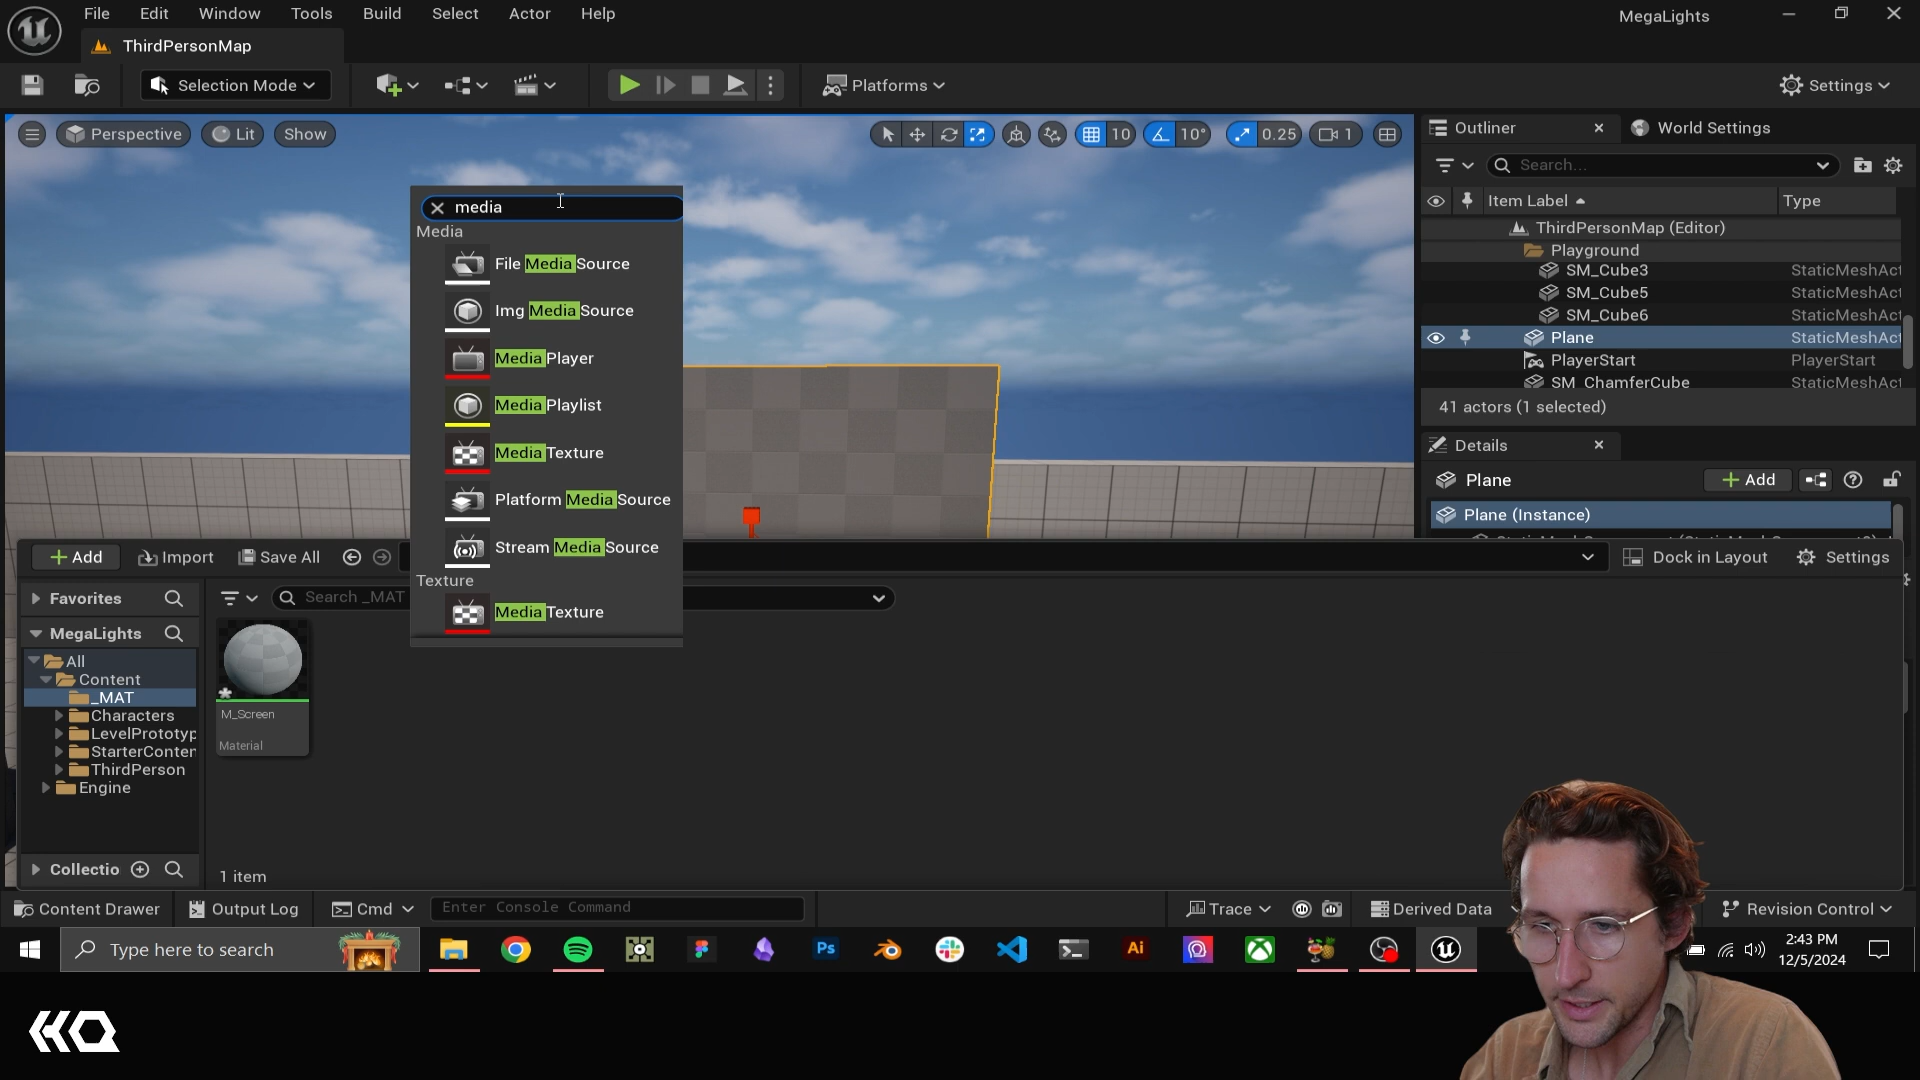 File Edit Window Tools Build Select Actor Help
MegaLights
ThirdPersonMap
Selection Mode
Platforms
Settings
Perspective
Lit
Show
10
10°
0.25
1
Outliner
World Settings
Search...
Item Label
Type
ThirdPersonMap (Editor)
Playground
SM_Cube3 StaticMeshAct
SM_Cube5 StaticMeshAct
SM_Cube6 StaticMeshAct
Plane StaticMeshAct
PlayerStart PlayerStart
SM_ChamferCube StaticMeshAct
41 actors (1 selected)
Details
Plane
Add
Plane (Instance)
media
Media
File Media Source
Img Media Source
Media Player
Media Playlist
Media Texture
Platform Media Source
Stream Media Source
Texture
Media Texture
Add
Import
Save All
Dock in Layout
Settings
Favorites
Search _MAT
MegaLights
All
Content
_MAT
Characters
LevelPrototyp
StarterConten
ThirdPerson
Engine
Collectio
M_Screen
Material
1 item
Content Drawer
Output Log
Cmd
Enter Console Command
Trace
Derived Data
Revision Control
Type here to search
Ps
Ai
2:43 PM
12/5/2024
HQ